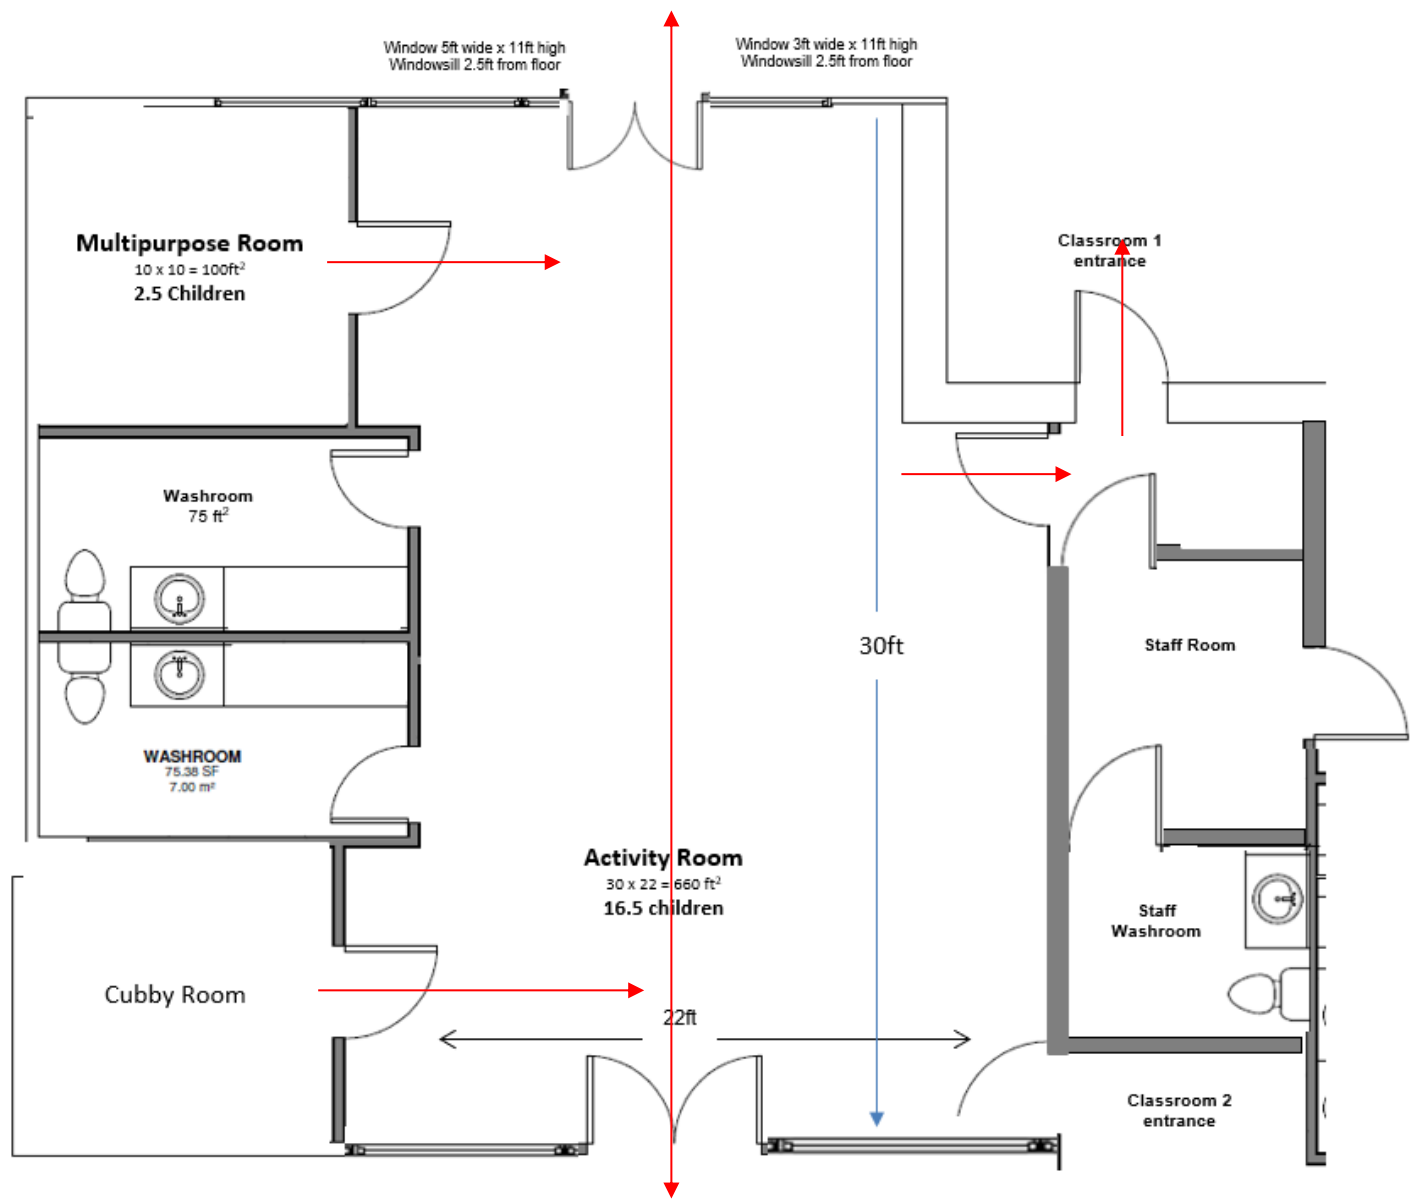 Window 5ft wide x 11ft high
Windowsill 2.5ft from floor
Window 3ft wide x 11ft high
Windowsill 2.5ft from floor
Multipurpose Room
10 x 10 = 100ft²
2.5 Children
Classroom 1
entrance
Washroom
75 ft²
30ft
Staff Room
WASHROOM
75.38 SF
7.00 m²
Activity Room
30 x 22 = 660 ft²
16.5 children
Staff
Washroom
Cubby Room
22ft
Classroom 2
entrance